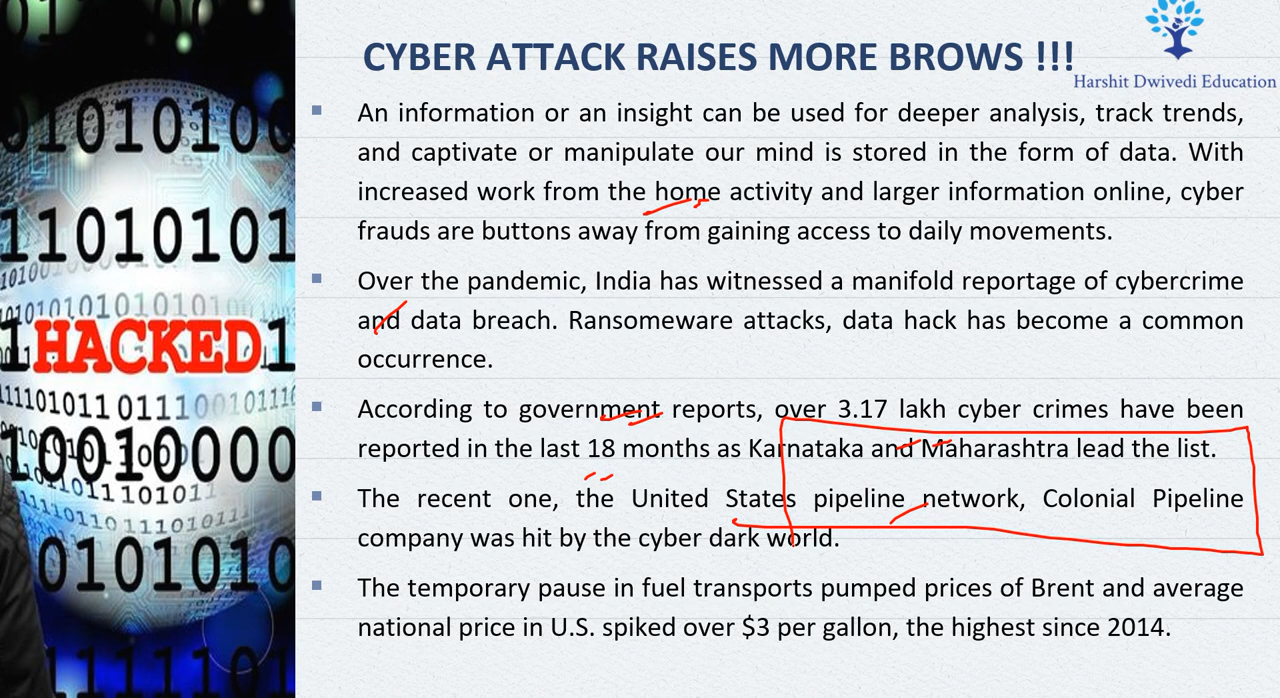 CYBER ATTACK RAISES MORE BROWS !!!
Harshit Dwivedi Education
An information or an insight can be used for deeper analysis, track trends,
and captivate or manipulate our mind is stored in the form of data. With
increased work from the home activity and larger information online, cyber
frauds are buttons away from gaining access to daily movements.
Over the pandemic, India has witnessed a manifold reportage of cybercrime
and data breach. Ransomeware attacks, data hack has become a common
occurrence.
According to government reports, over 3.17 lakh cyber crimes have been
reported in the last 18 months as Karnataka and Maharashtra lead the list.
The recent one, the United States pipeline network, Colonial Pipeline
company was hit by the cyber dark world.
The temporary pause in fuel transports pumped prices of Brent and average
national price in U.S. spiked over $3 per gallon, the highest since 2014.
01010100
11010101
HACKED
0010000
0101010